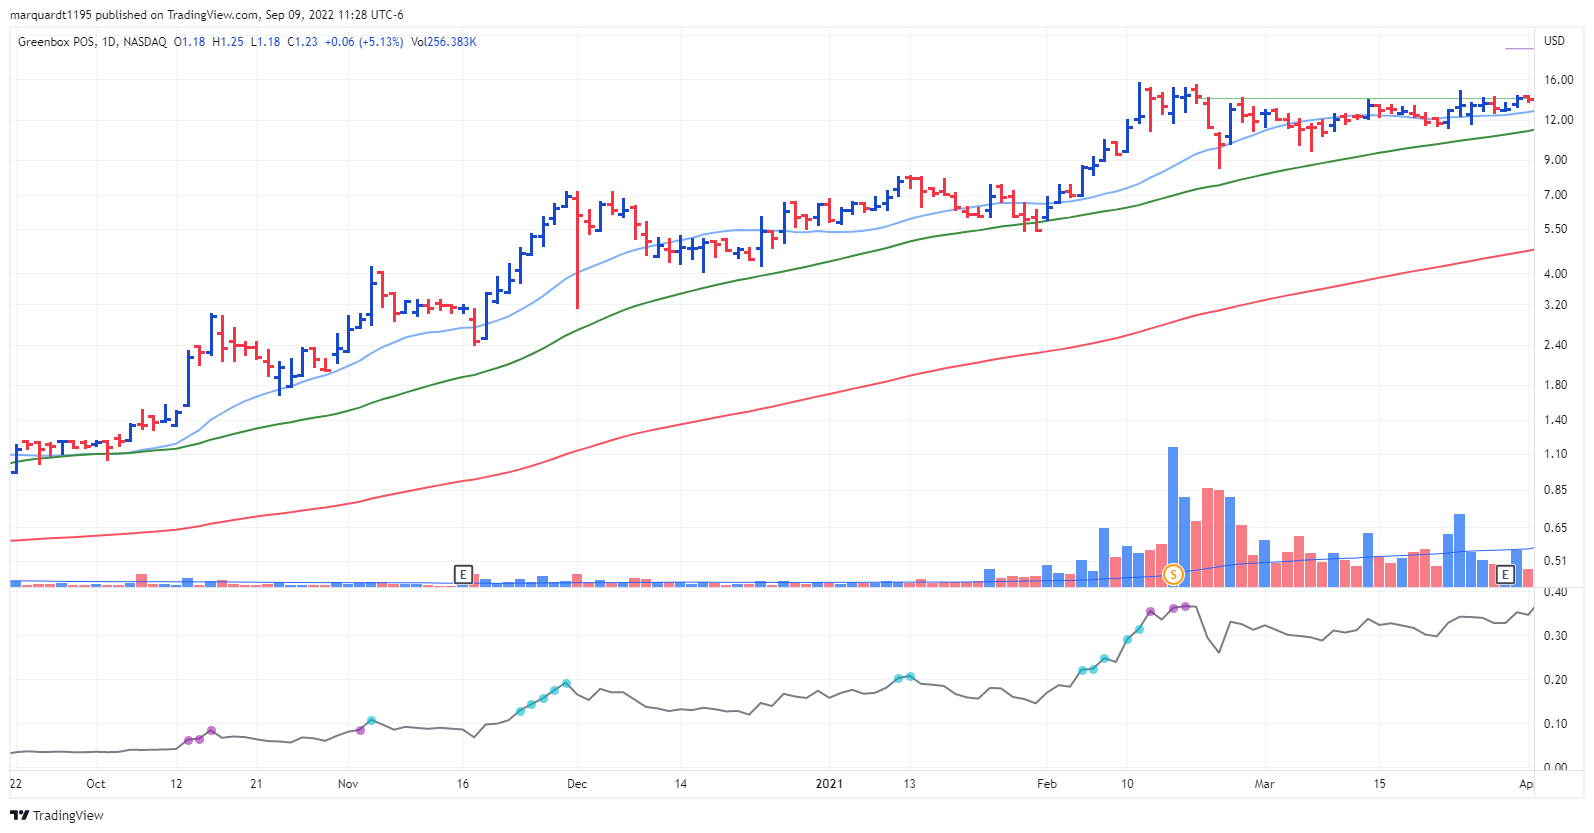 marquardt1195 published on TradingView.com, Sep 09, 2022 11:28 UTC-6
Greenbox POS, 1D, NASDAQ O1.18 H1.25 L1.18 C1.23 +0.06 (+5.13%) Vol256.383K
USD
16.00
12.00
9.00
7.00
5.50
4.00
3.20
2.40
1.80
1.40
1.10
0.85
0.65
0.51
E
S
E
0.40
0.30
0.20
0.10
0.00
22 Oct 12 21 Nov 16 Dec 14 2021 13 Feb 10 Mar 15 Ap
TradingView